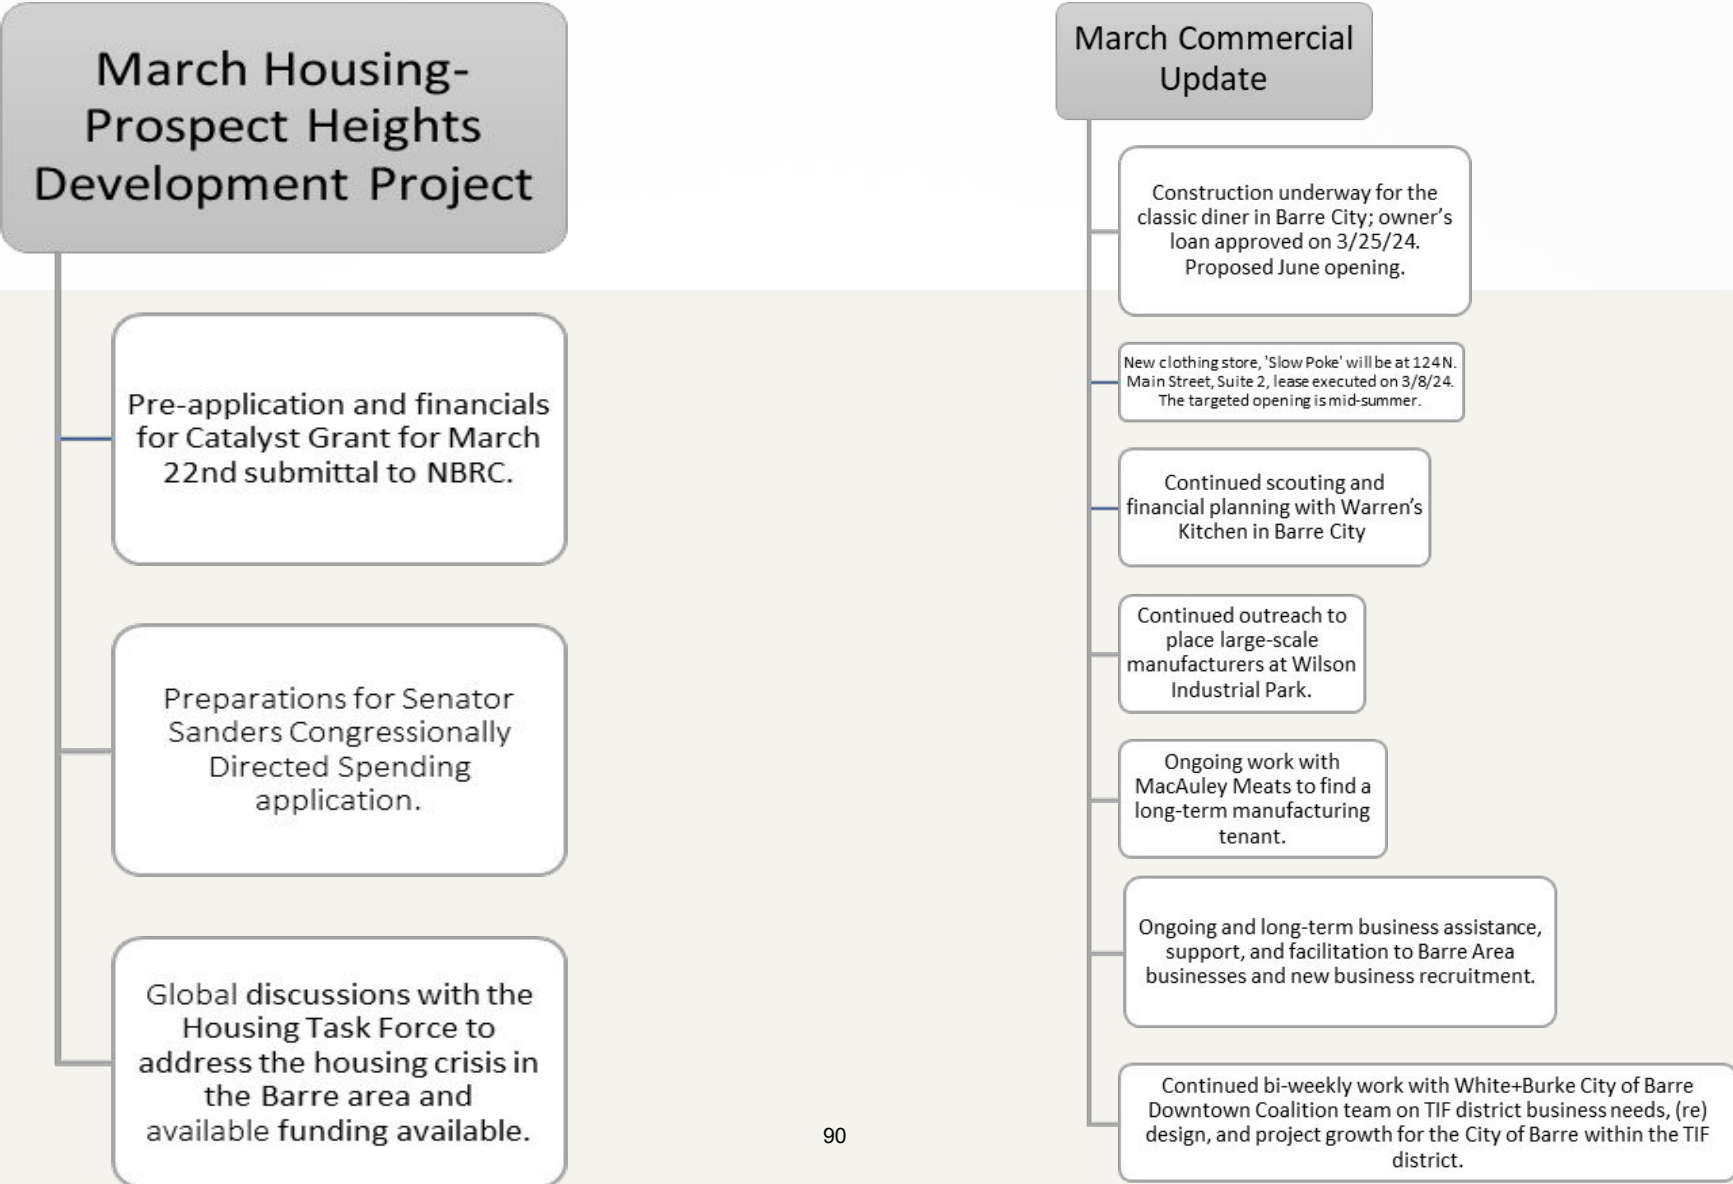 March Housing-
Prospect Heights
Development Project
Pre-application and financials
for Catalyst Grant for March
22nd submittal to NBRC.
Preparations for Senator
Sanders Congressionally
Directed Spending
application.
Global discussions with the
Housing Task Force to
address the housing crisis in
the Barre area and
available funding available.
March Commercial
Update
Construction underway for the
classic diner in Barre City; owner's
loan approved on 3/25/24.
Proposed June opening.
New clothing store, 'Slow Poke' will be at 124 N.
Main Street, Suite 2, lease executed on 3/8/24.
The targeted opening is mid-summer.
Continued scouting and
financial planning with Warren's
Kitchen in Barre City
Continued outreach to
place large-scale
manufacturers at Wilson
Industrial Park.
Ongoing work with
MacAuley Meats to find a
long-term manufacturing
tenant.
Ongoing and long-term business assistance,
support, and facilitation to Barre Area
businesses and new business recruitment.
Continued bi-weekly work with White+Burke City of Barre
Downtown Coalition team on TIF district business needs, (re)
design, and project growth for the City of Barre within the TIF
district.
90